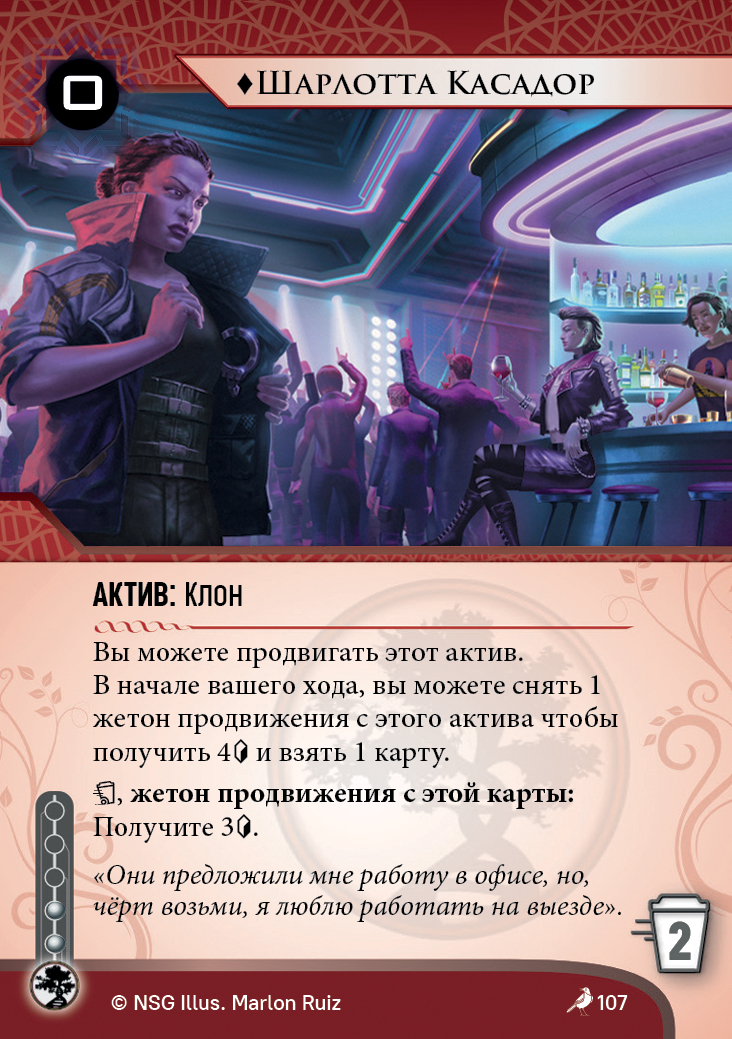 ♦Шарлотта Касадор
АКТИВ: Клон
Вы можете продвигать этот актив.
В начале вашего хода, вы можете снять 1
жетон продвижения с этого актива чтобы
получить 4 и взять 1 карту.
, жетон продвижения с этой карты:
Получите 3.
«Они предложили мне работу в офисе, но,
чёрт возьми, я люблю работать на выезде».
2
© NSG Illus. Marlon Ruiz
107